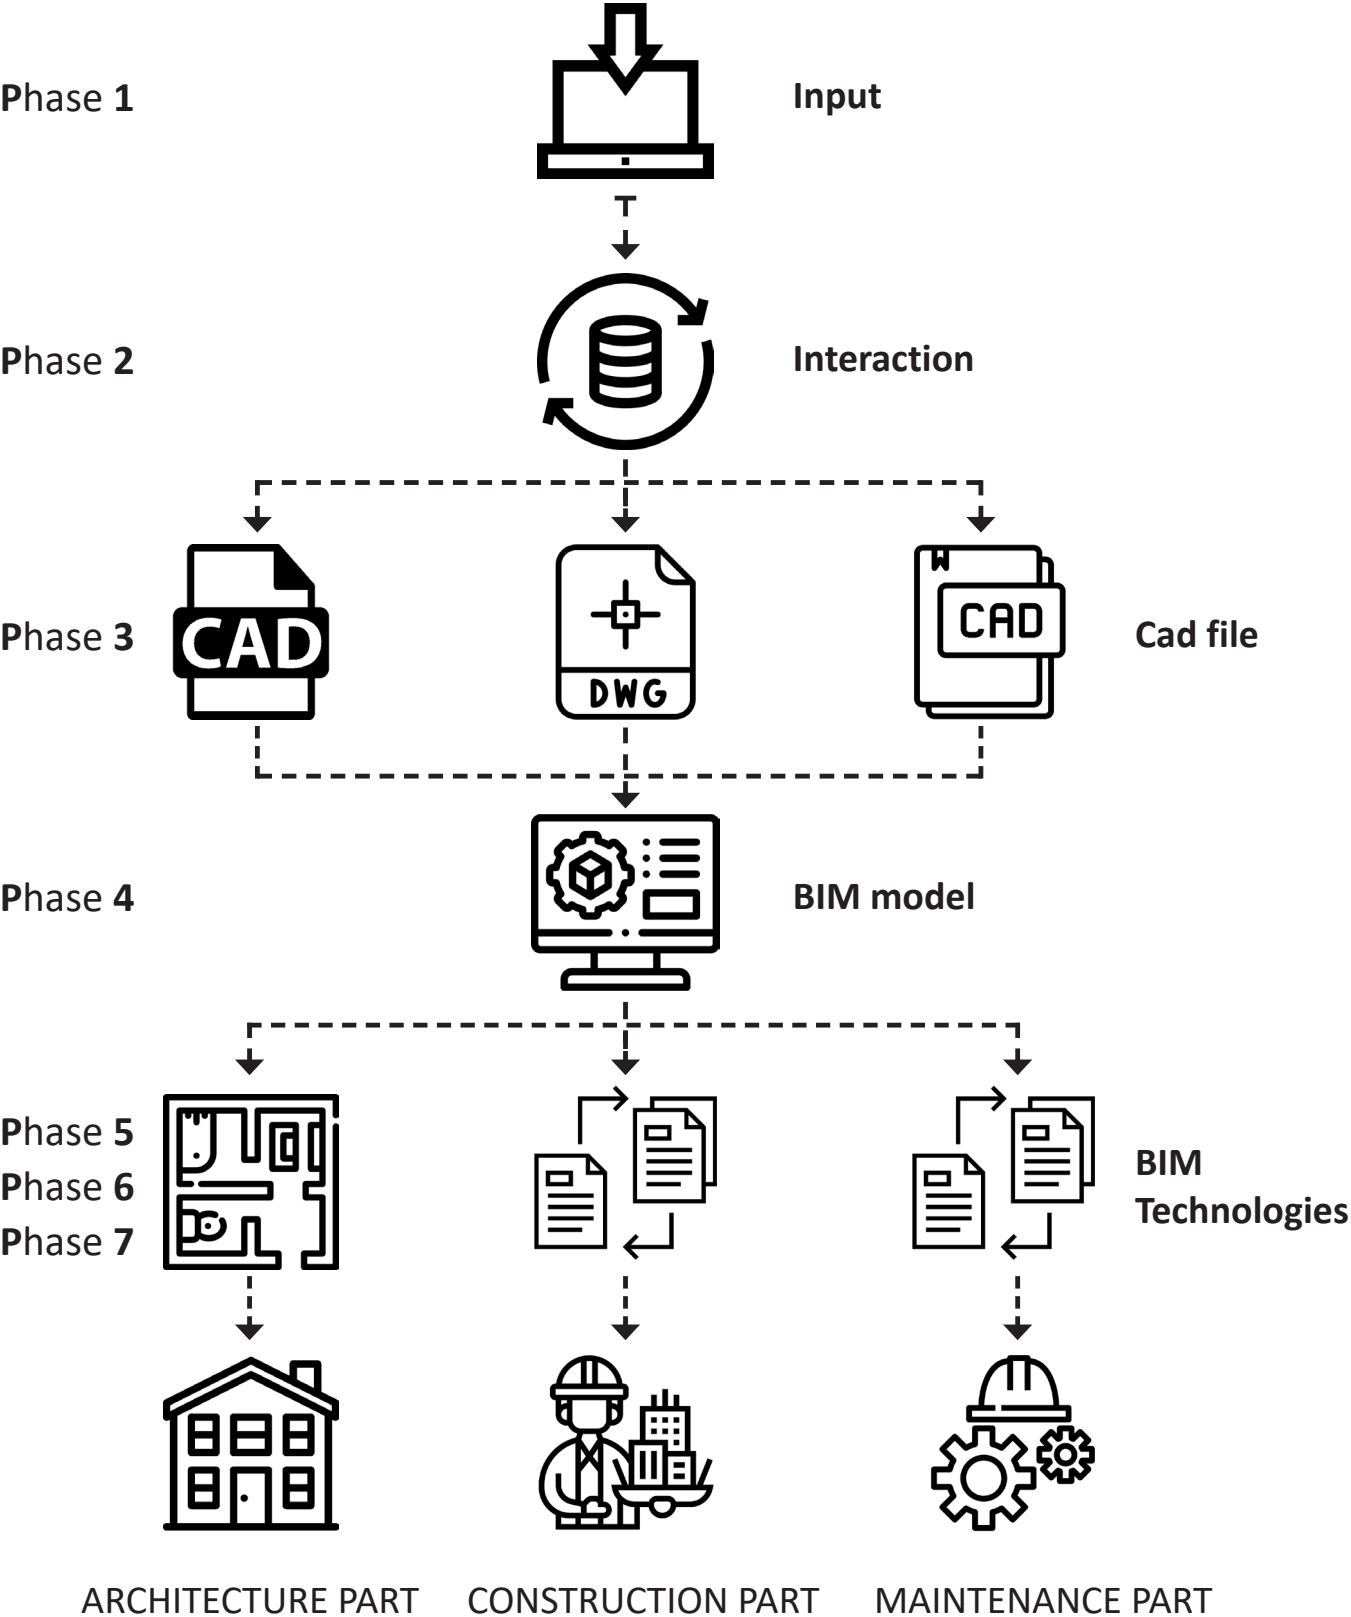 Phase 1
Input
Phase 2
Interaction
CAD
DWG
W
CAD
Phase 3
Cad file
Phase 4
BIM model
Phase 5
Phase 6
Phase 7
BIM
Technologies
ARCHITECTURE PART
CONSTRUCTION PART
MAINTENANCE PART